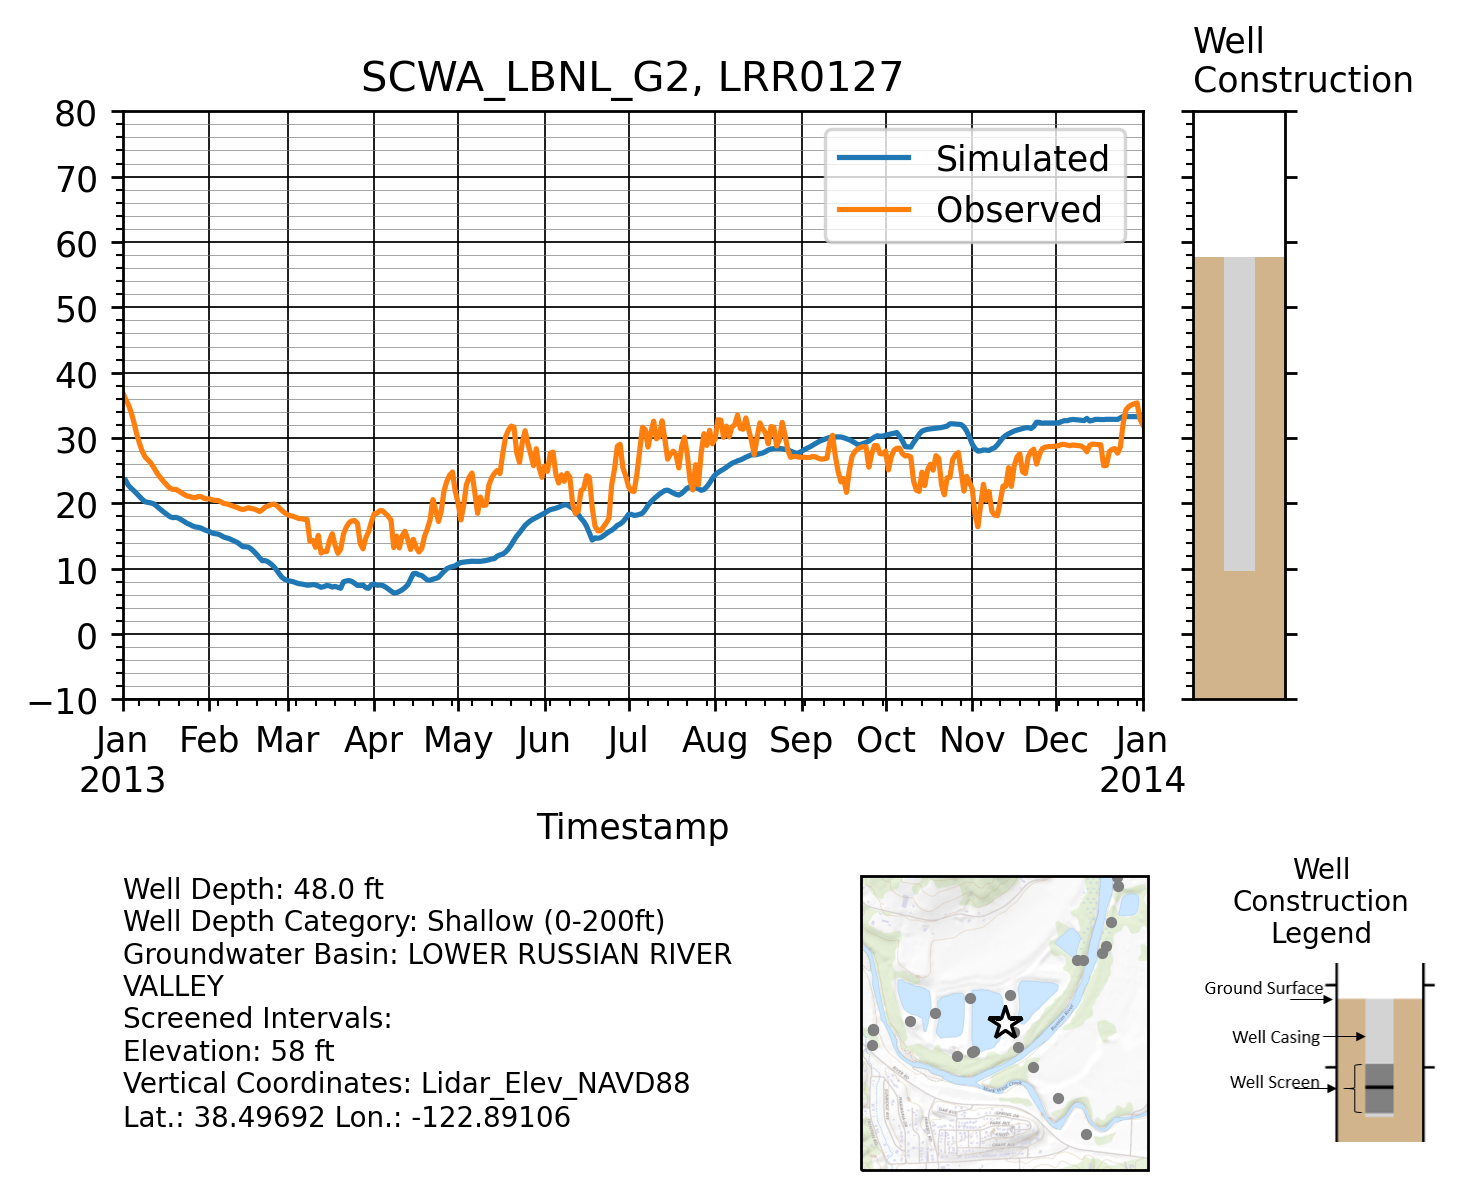 Well
Construction
SCWA_LBNL_G2, LRR0127
80
70
60
50
40
30
20
10
0
−10
Simulated
Observed
Jan Feb Mar Apr May Jun Jul Aug Sep Oct Nov Dec Jan
2013 2014
Timestamp
Well Depth: 48.0 ft
Well Depth Category: Shallow (0-200ft)
Groundwater Basin: LOWER RUSSIAN RIVER
VALLEY
Screened Intervals:
Elevation: 58 ft
Vertical Coordinates: Lidar_Elev_NAVD88
Lat.: 38.49692 Lon.: -122.89106
Well
Construction
Legend
Ground Surface
Well Casing
Well Screen